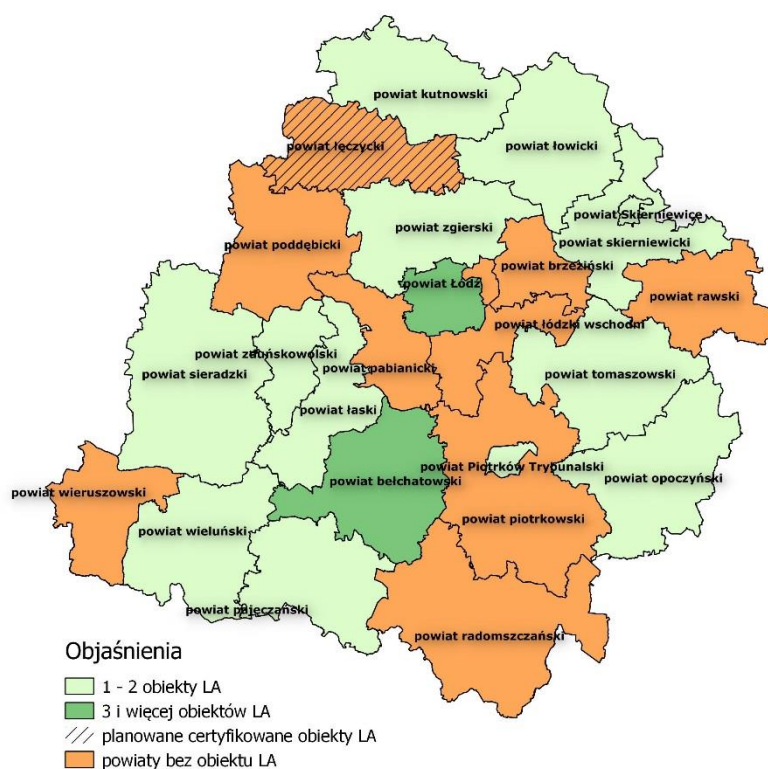 powiat kutnowski
powiat łęczycki
powiat łowicki
powiat Skierniewice
powiat zgierski
powiat skierniewicki
powiat poddębicki
powiat brzeziński
powiat Łódź
powiat rawski
powiat łódzki wschodni
powiat zduńskowolski
powiat pabianicki
powiat sieradzki
powiat tomaszowski
powiat łaski
powiat Piotrków Trybunalski
powiat bełchatowski
powiat opoczyński
powiat wieruszowski
powiat piotrkowski
powiat wieluński
powiat pajęczański
powiat radomszczański
Objaśnienia
1 - 2 obiekty LA
3 i więcej obiektów LA
planowane certyfikowane obiekty LA
powiaty bez obiektu LA